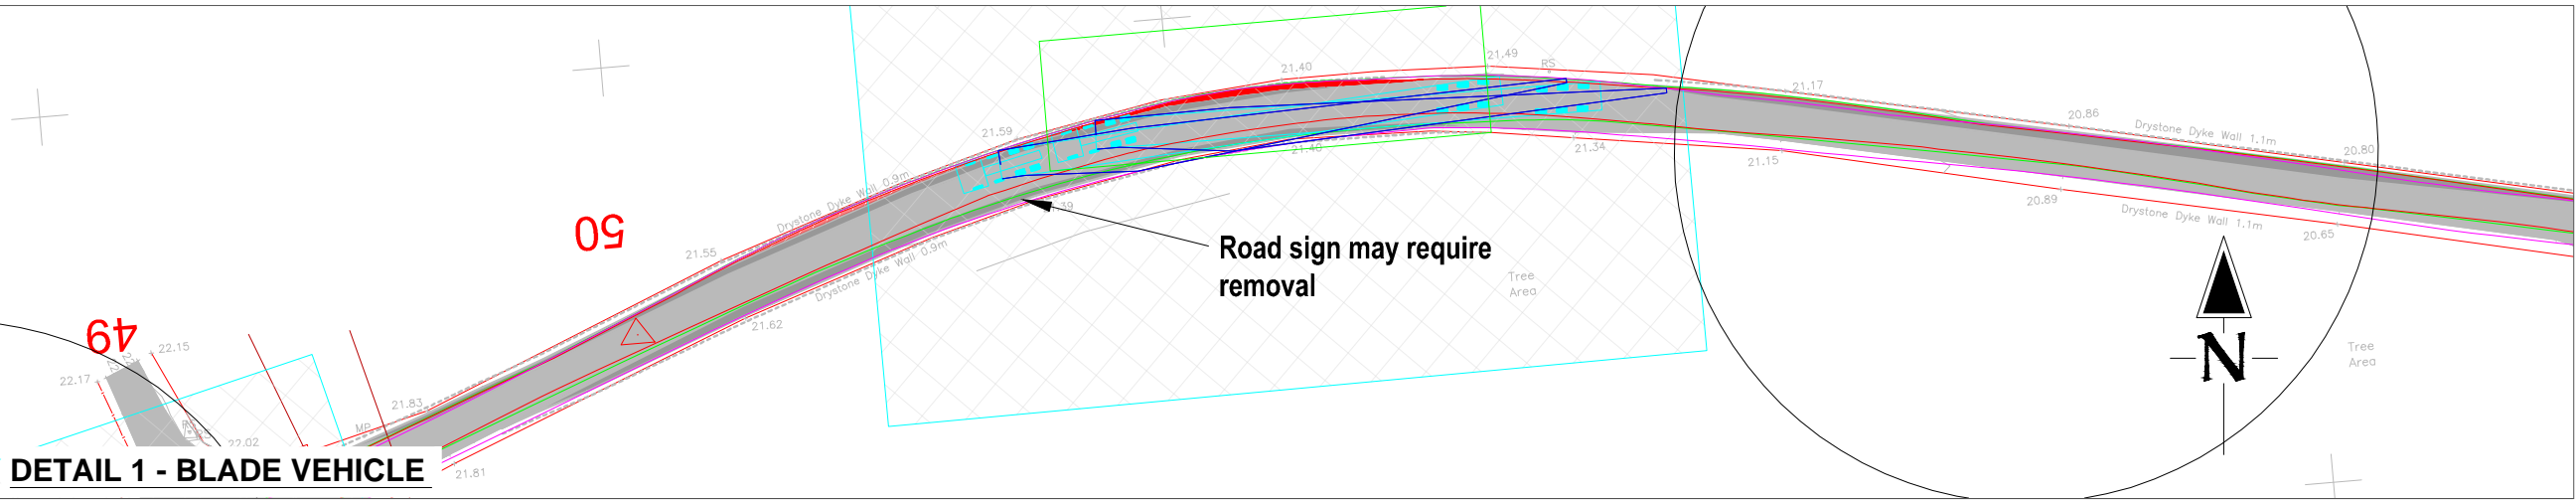 21.49
RS
21.40
21.17
20.86
Drystone Dyke Wall 1.1m
20.80
21.59
21.40
21.34
21.15
20.89
Drystone Dyke Wall 1.1m
20.65
Drystone Dyke Wall 0.9m
50
21.55
Drystone Dyke Wall 0.9m
Road sign may require
removal
Tree
Area
Tree
Area
N
21.62
49
22.15
22.17
21.83
MP
22.02
21.81
DETAIL 1 - BLADE VEHICLE